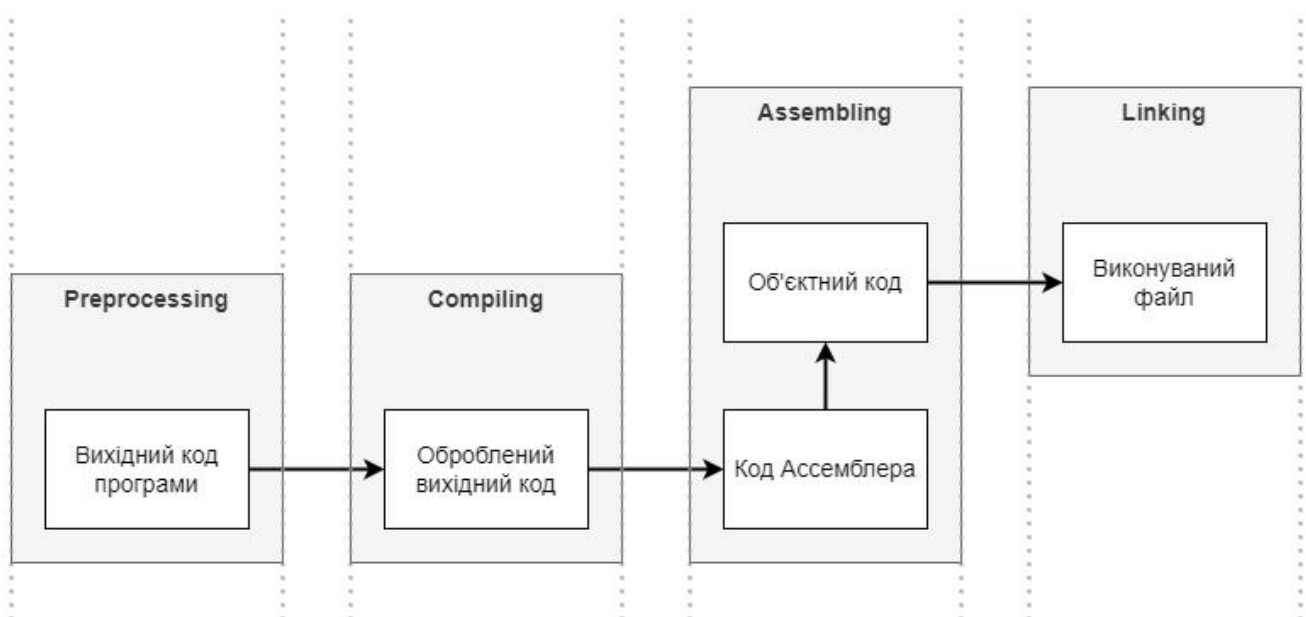 Preprocessing
Вихідний код
програми
Compiling
Оброблений
вихідний код
Assembling
Об'єктний код
Код Ассемблера
Linking
Виконуваний
файл